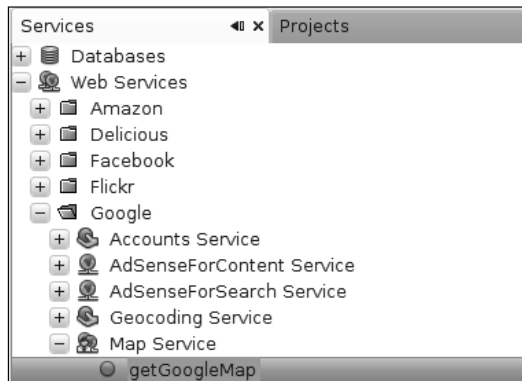 Services Projects
Databases
Web Services
Amazon
Delicious
Facebook
Flickr
Google
Accounts Service
AdSenseForContent Service
AdSenseForSearch Service
Geocoding Service
Map Service
getGoogleMap